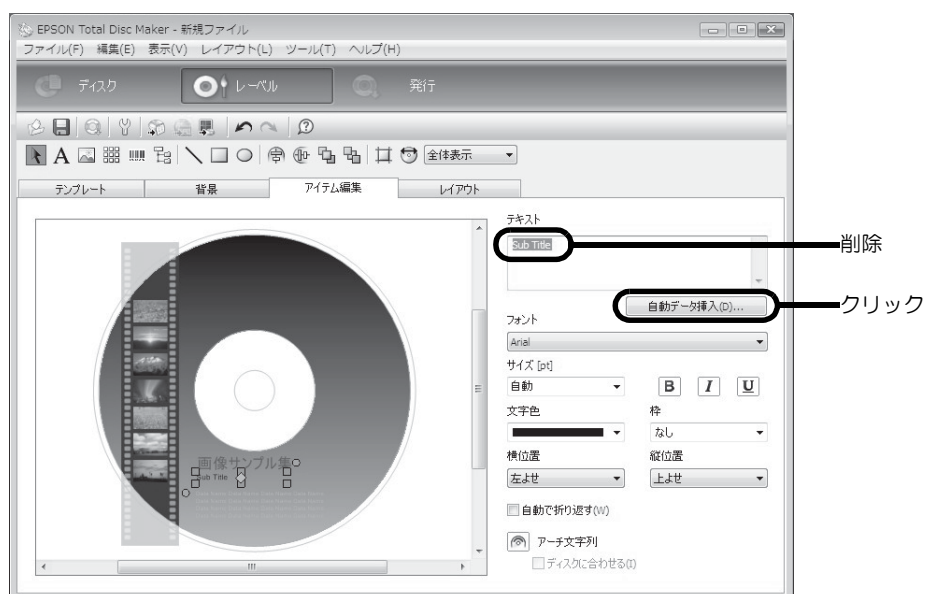 EPSON Total Disc Maker - 新規ファイル
ファイル(F) 編集(E) 表示(V) レイアウト(L) ツール(T) ヘルプ(H)
ディスク レーベル 発行
全体表示
テンプレート 背景 アイテム編集 レイアウト
テキスト
Sub Title
削除
自動データ挿入(D)...
クリック
フォント
Arial
サイズ [pt]
自動 B I U
文字色 枠
なし
横位置 縦位置
左よせ 上よせ
自動で折り返す(W)
アーチ文字列
ディスクに合わせる(I)
画像サンプル集
Sub Title